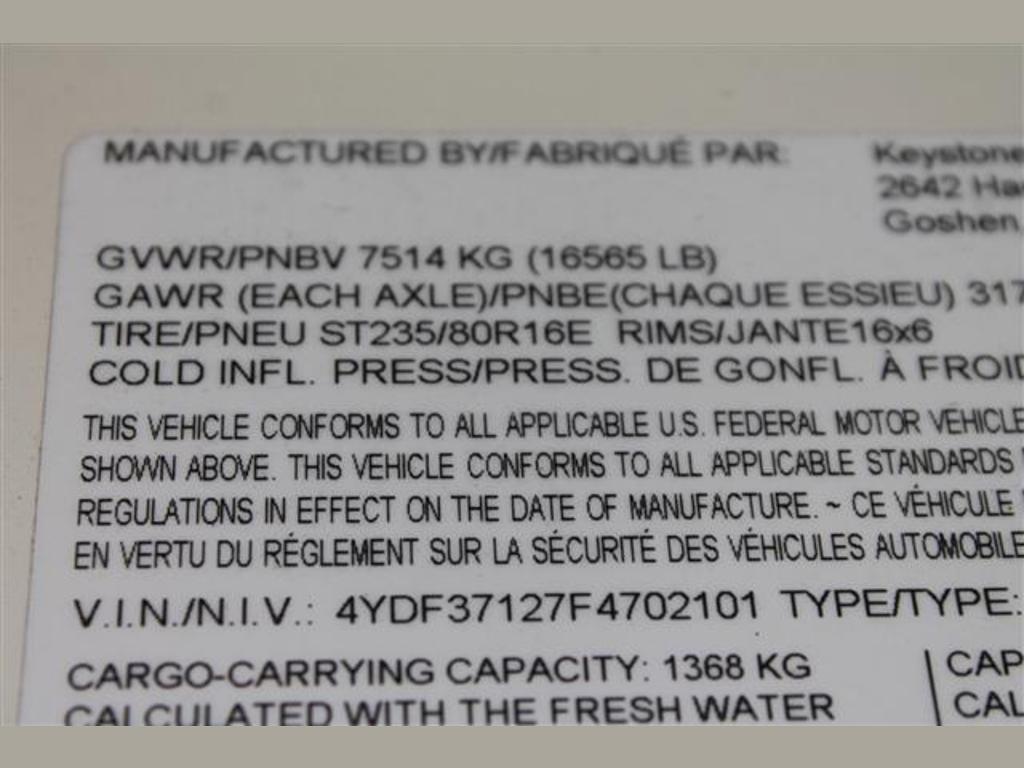 MANUFACTURED BY/FABRIQUÉ PAR: Keystone
2642 Ha
Goshen,
GVWR/PNBV 7514 KG (16565 LB)
GAWR (EACH AXLE)/PNBE(CHAQUE ESSIEU) 317
TIRE/PNEU ST235/80R16E RIMS/JANTE16x6
COLD INFL. PRESS/PRESS. DE GONFL. À FROID
THIS VEHICLE CONFORMS TO ALL APPLICABLE U.S. FEDERAL MOTOR VEHICLE
SHOWN ABOVE. THIS VEHICLE CONFORMS TO ALL APPLICABLE STANDARDS
REGULATIONS IN EFFECT ON THE DATE OF MANUFACTURE. ~ CE VÉHICULE
EN VERTU DU RÉGLEMENT SUR LA SÉCURITÉ DES VÉHICULES AUTOMOBILE
V.I.N./N.I.V.: 4YDF37127F4702101 TYPE/TYPE:
CARGO-CARRYING CAPACITY: 1368 KG CAP
CALCULATED WITH THE FRESH WATER CAL